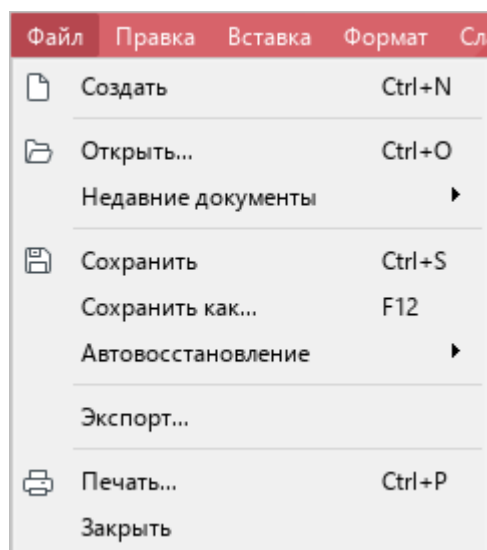 Файл Правка Вставка Формат Сл
Создать Ctrl+N
Открыть... Ctrl+O
Недавние документы
Сохранить Ctrl+S
Сохранить как... F12
Автовосстановление
Экспорт...
Печать... Ctrl+P
Закрыть